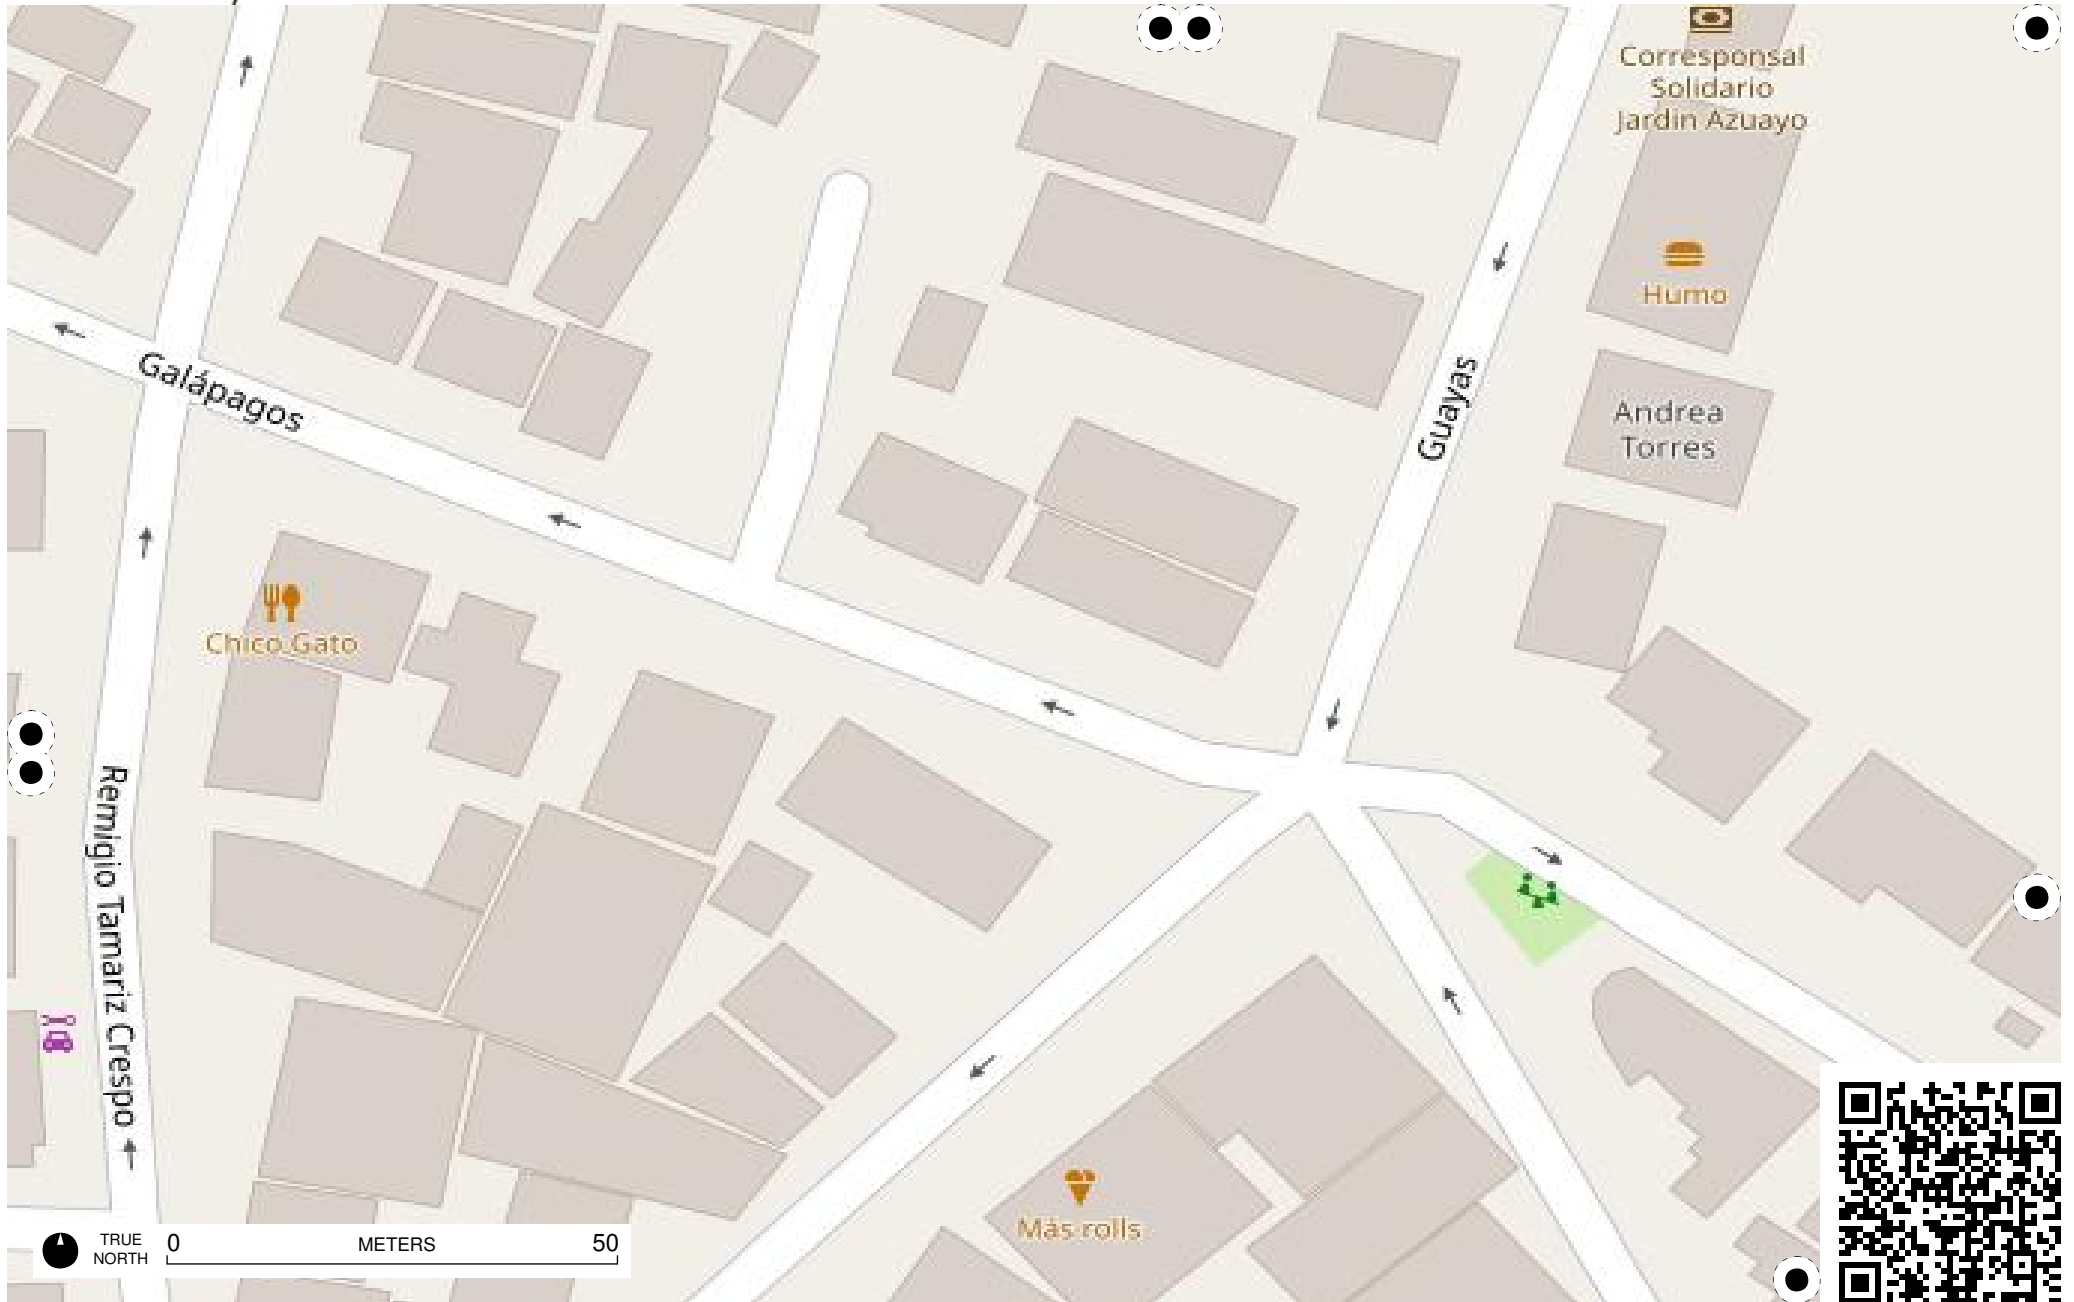 Corresponsal
Solidario
Jardin Azuayo
Humo
Guayas
Galápagos
Andrea
Torres
Chico Gato
Remigio Tamariz Crespo
Más rolls
TRUE
NORTH
0 METERS 50